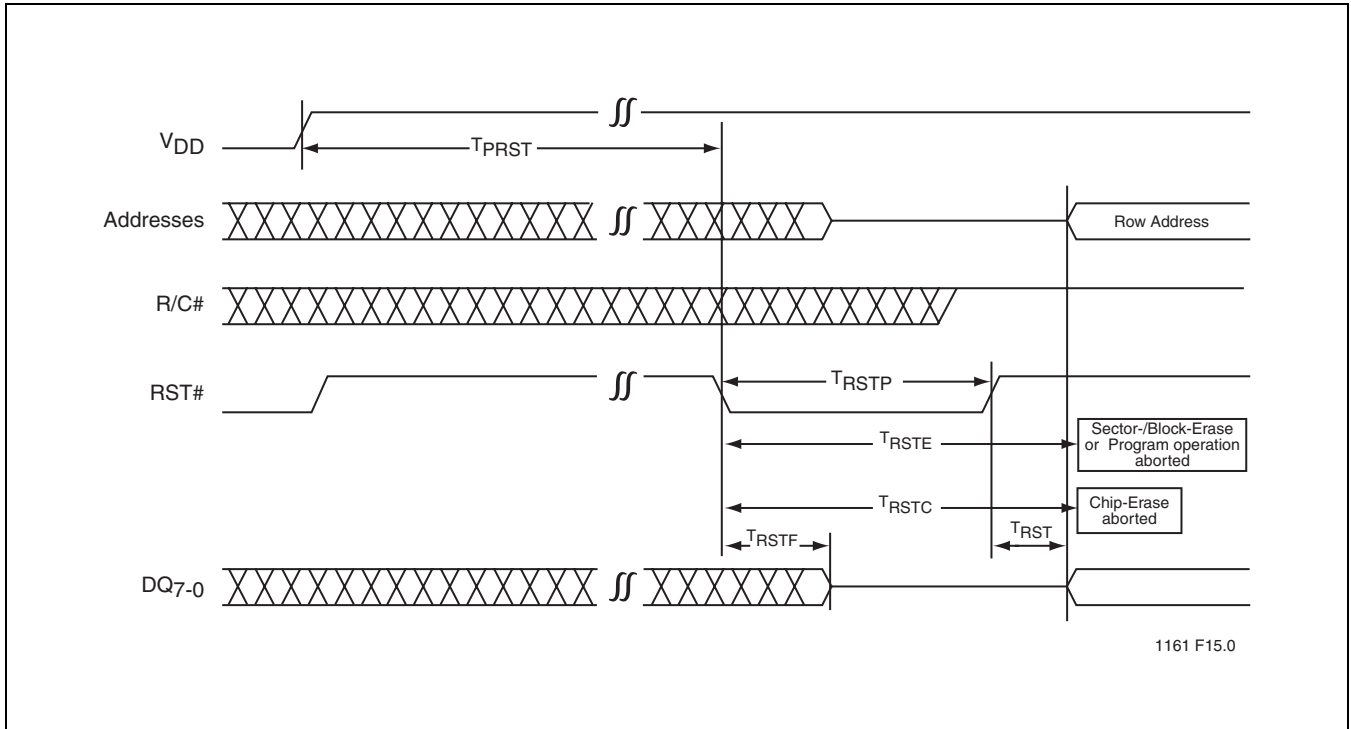 VDD
TPRST
Addresses
Row Address
R/C#
RST#
TRSTP
TRSTE
Sector-/Block-Erase
or Program operation
aborted
TRSTC
Chip-Erase
aborted
TRSTF
TRST
DQ7-0
1161 F15.0